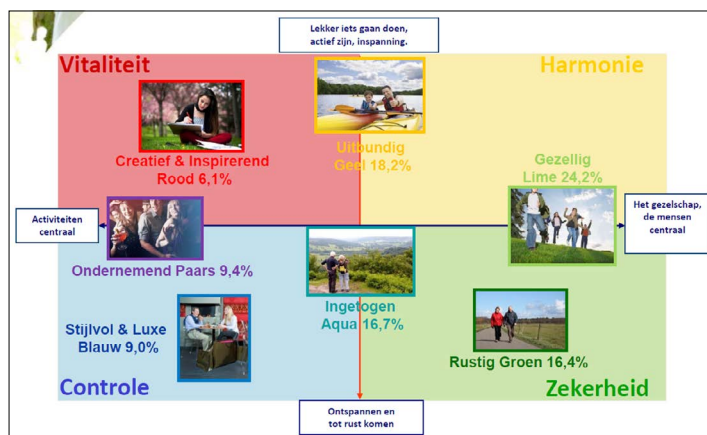 Lekker iets gaan doen,
actief zijn, inspanning.
Vitaliteit
Harmonie
Creatief & Inspirerend
Rood 6,1%
Uitbundig
Geel 18,2%
Gezellig
Lime 24,2%
Activiteiten
centraal
Het gezelschap,
de mensen
centraal
Ondernemend Paars 9,4%
Ingetogen
Aqua 16,7%
Stijlvol & Luxe
Blauw 9,0%
Rustig Groen 16,4%
Controle
Zekerheid
Ontspannen en
tot rust komen